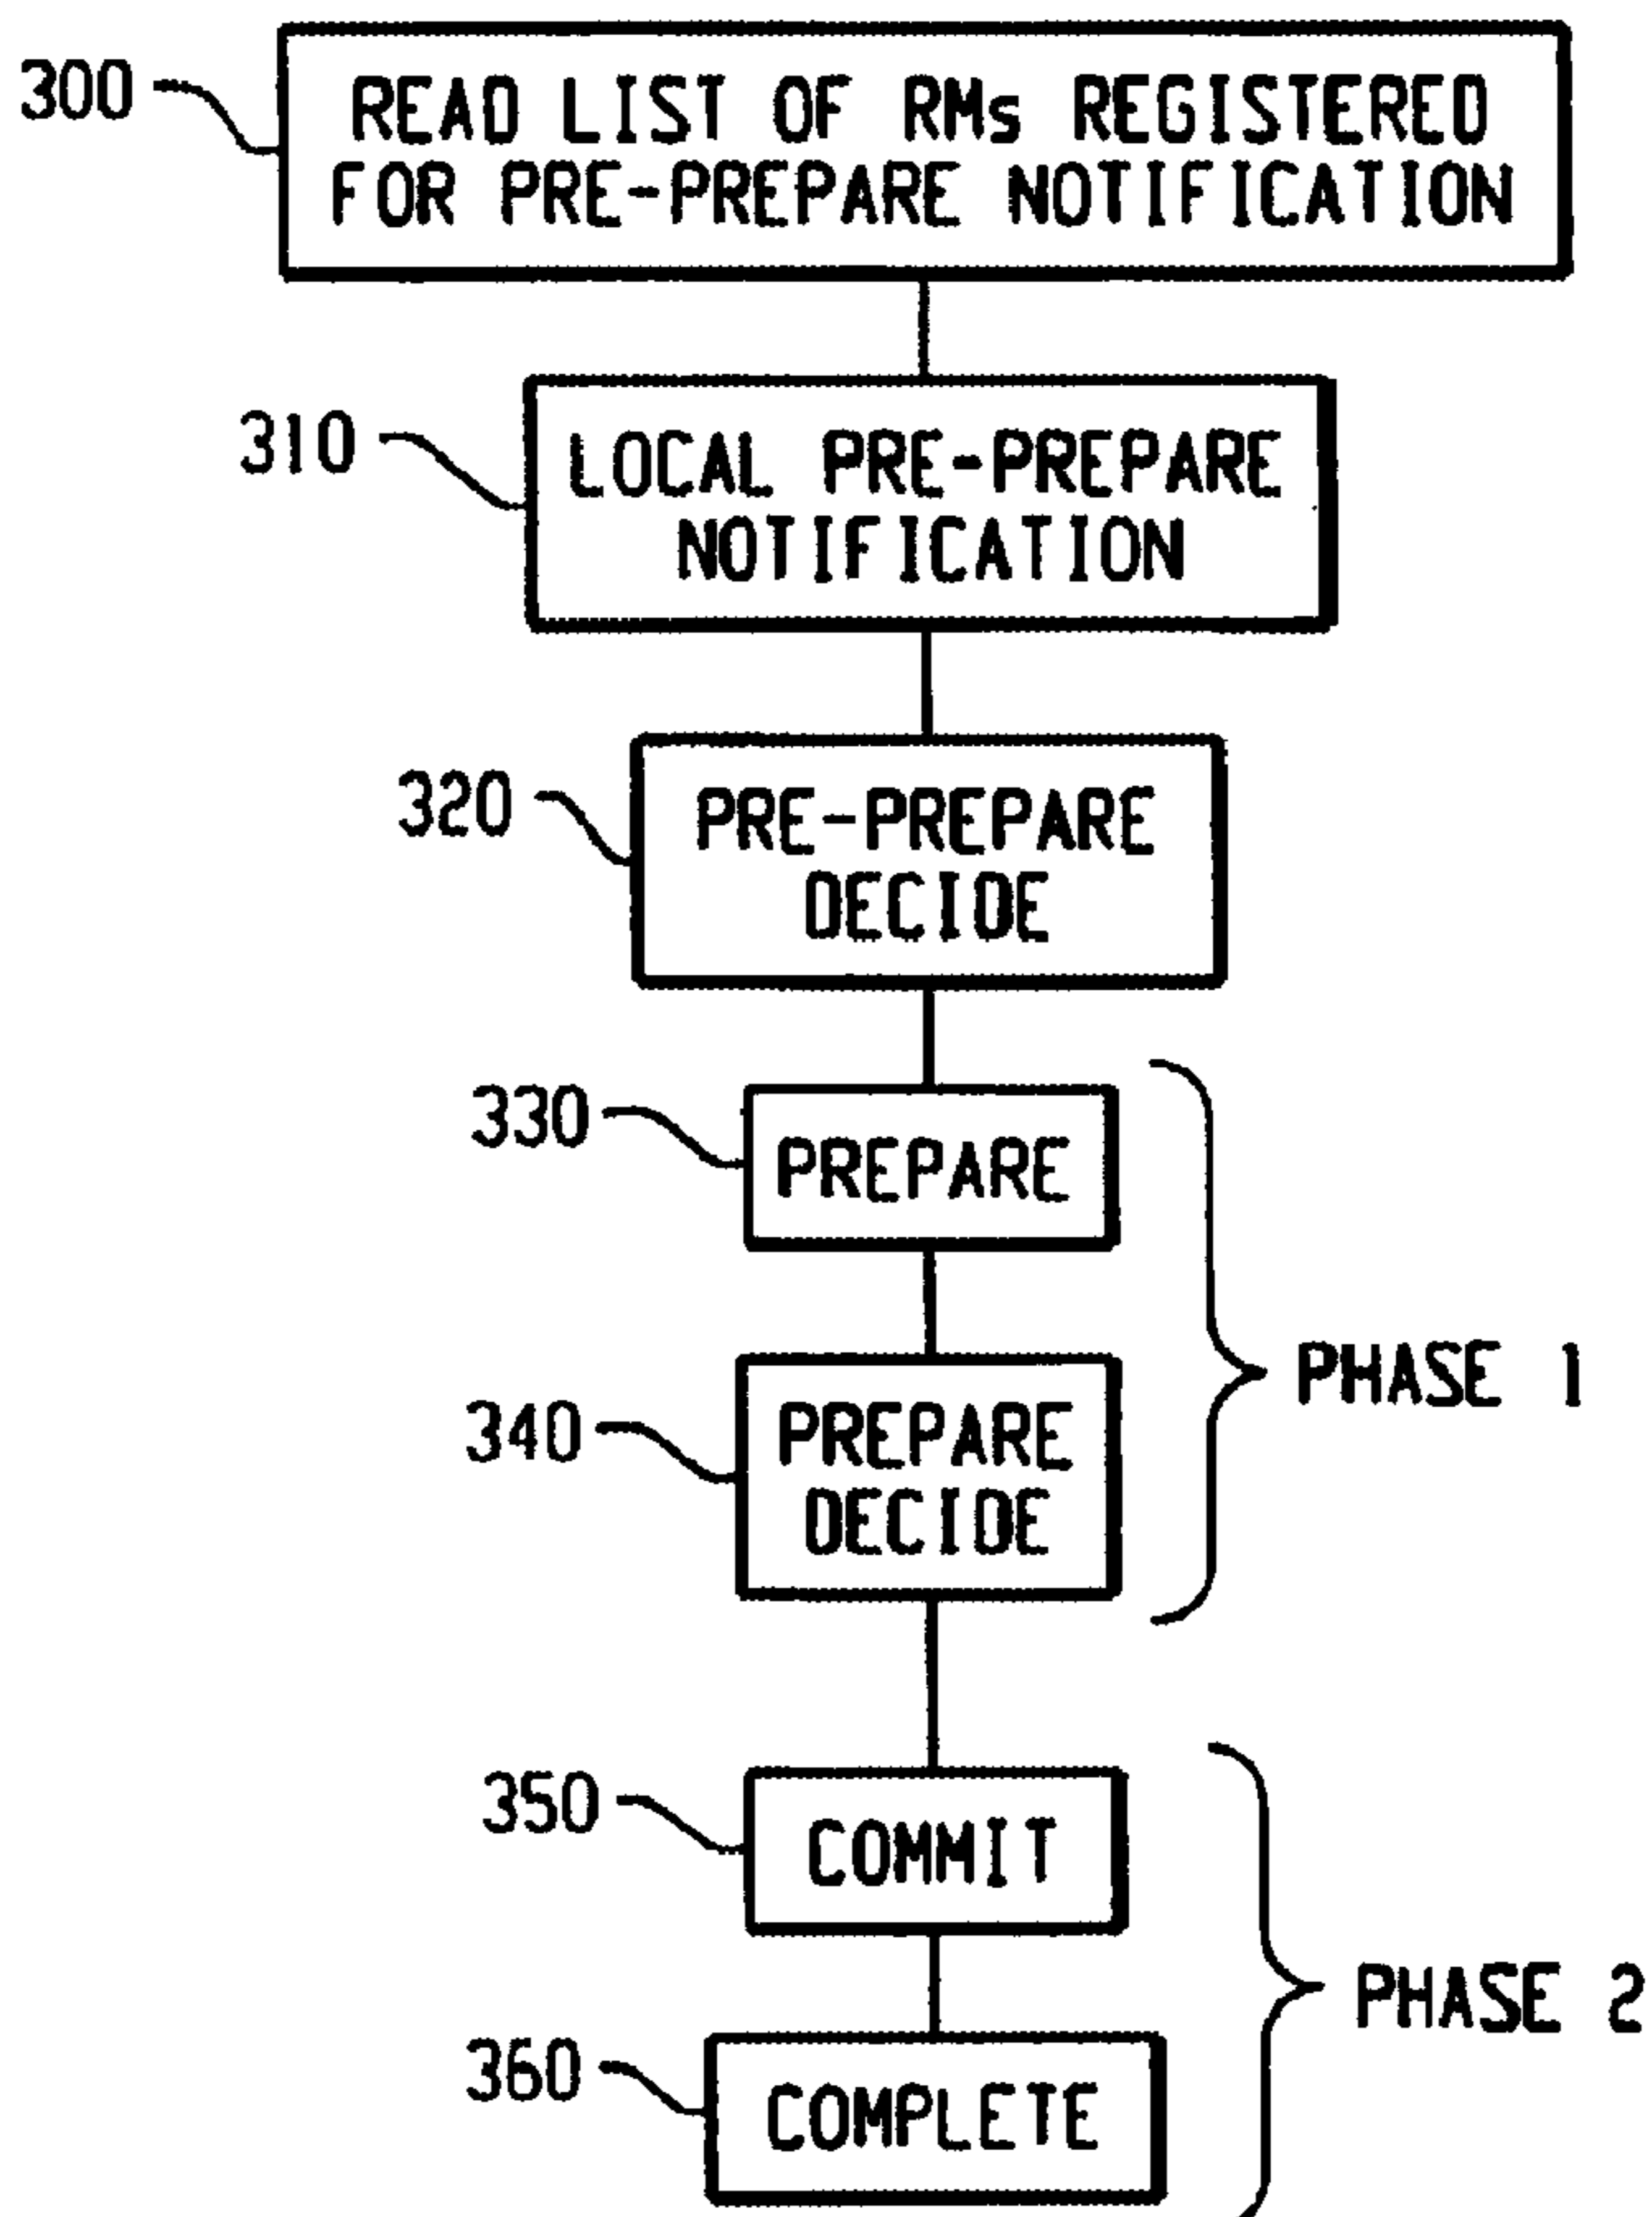 300
READ LIST OF RMs REGISTERED
FOR PRE-PREPARE NOTIFICATION
310
LOCAL PRE-PREPARE
NOTIFICATION
320
PRE-PREPARE
DECIDE
330
PREPARE
340
PREPARE
DECIDE
PHASE 1
350
COMMIT
360
COMPLETE
PHASE 2